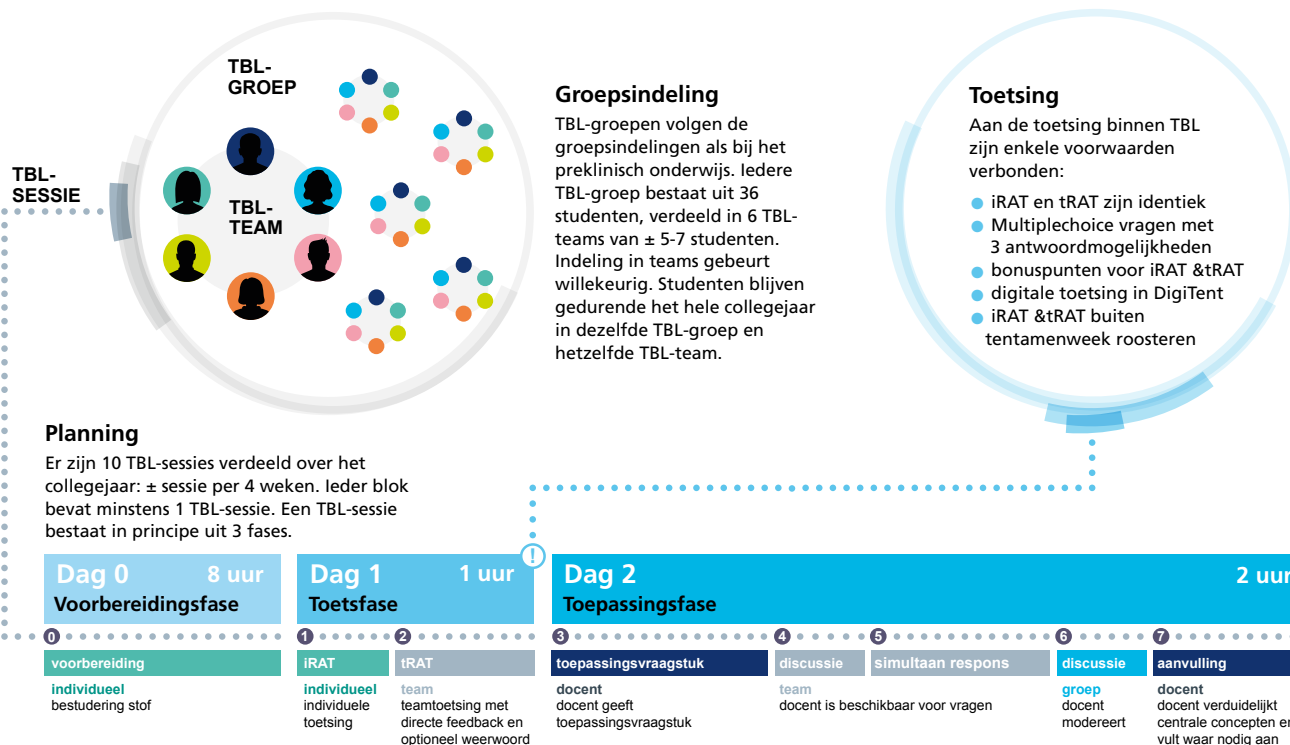 TBL-
GROEP
TBL-
SESSIE
TBL-
TEAM
Groepsindeling
TBL-groepen volgen de
groepsindelingen als bij het
preklinisch onderwijs. Iedere
TBL-groep bestaat uit 36
studenten, verdeeld in 6 TBL-
teams van ± 5-7 studenten.
Indeling in teams gebeurt
willekeurig. Studenten blijven
gedurende het hele collegejaar
in dezelfde TBL-groep en
hetzelfde TBL-team.
Toetsing
Aan de toetsing binnen TBL
zijn enkele voorwaarden
verbonden:
iRAT en tRAT zijn identiek
Multiplechoice vragen met
3 antwoordmogelijkheden
bonuspunten voor iRAT &tRAT
digitale toetsing in DigiTent
iRAT &tRAT buiten
tentamenweek roosteren
Planning
Er zijn 10 TBL-sessies verdeeld over het
collegejaar: ± sessie per 4 weken. Ieder blok
bevat minstens 1 TBL-sessie. Een TBL-sessie
bestaat in principe uit 3 fases.
!
Dag 0 8 uur
Voorbereidingsfase
Dag 1 1 uur
Toetsfase
Dag 2 2 uur
Toepassingsfase
0
voorbereiding
individueel
bestudering stof
1
iRAT
individueel
individuele
toetsing
2
tRAT
team
teamtoetsing met
directe feedback en
optioneel weerwoord
3
toepassingsvraagstuk
docent
docent geeft
toepassingsvraagstuk
4
discussie
5
simultaan respons
team
docent is beschikbaar voor vragen
6
discussie
groep
docent
modereert
7
aanvulling
docent
docent verduidelijkt
centrale concepten en
vult waar nodig aan